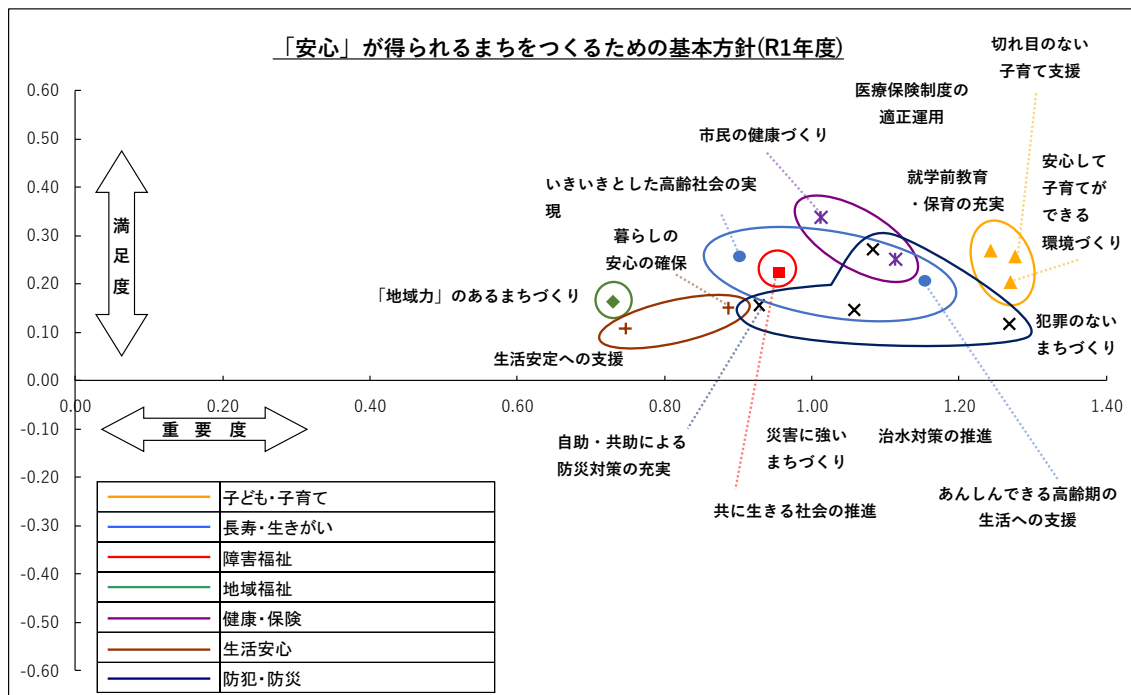 「安心」が得られるまちをつくるための基本方針(R1年度)
切れ目のない
子育て支援
医療保険制度の
適正運用
市民の健康づくり
安心して
子育てが
できる
環境づくり
就学前教育
・保育の充実
いきいきとした高齢社会の実
現
暮らしの
安心の確保
「地域力」のあるまちづくり
生活安定への支援
犯罪のない
まちづくり
自助・共助による
防災対策の充実
災害に強い
まちづくり
治水対策の推進
共に生きる社会の推進
あんしんできる高齢期の
生活への支援
満足度
重要度
0.60
0.50
0.40
0.30
0.20
0.10
0.00
-0.10
-0.20
-0.30
-0.40
-0.50
-0.60
0.00
0.20
0.40
0.60
0.80
1.00
1.20
1.40
子ども・子育て
長寿・生きがい
障害福祉
地域福祉
健康・保険
生活安心
防犯・防災